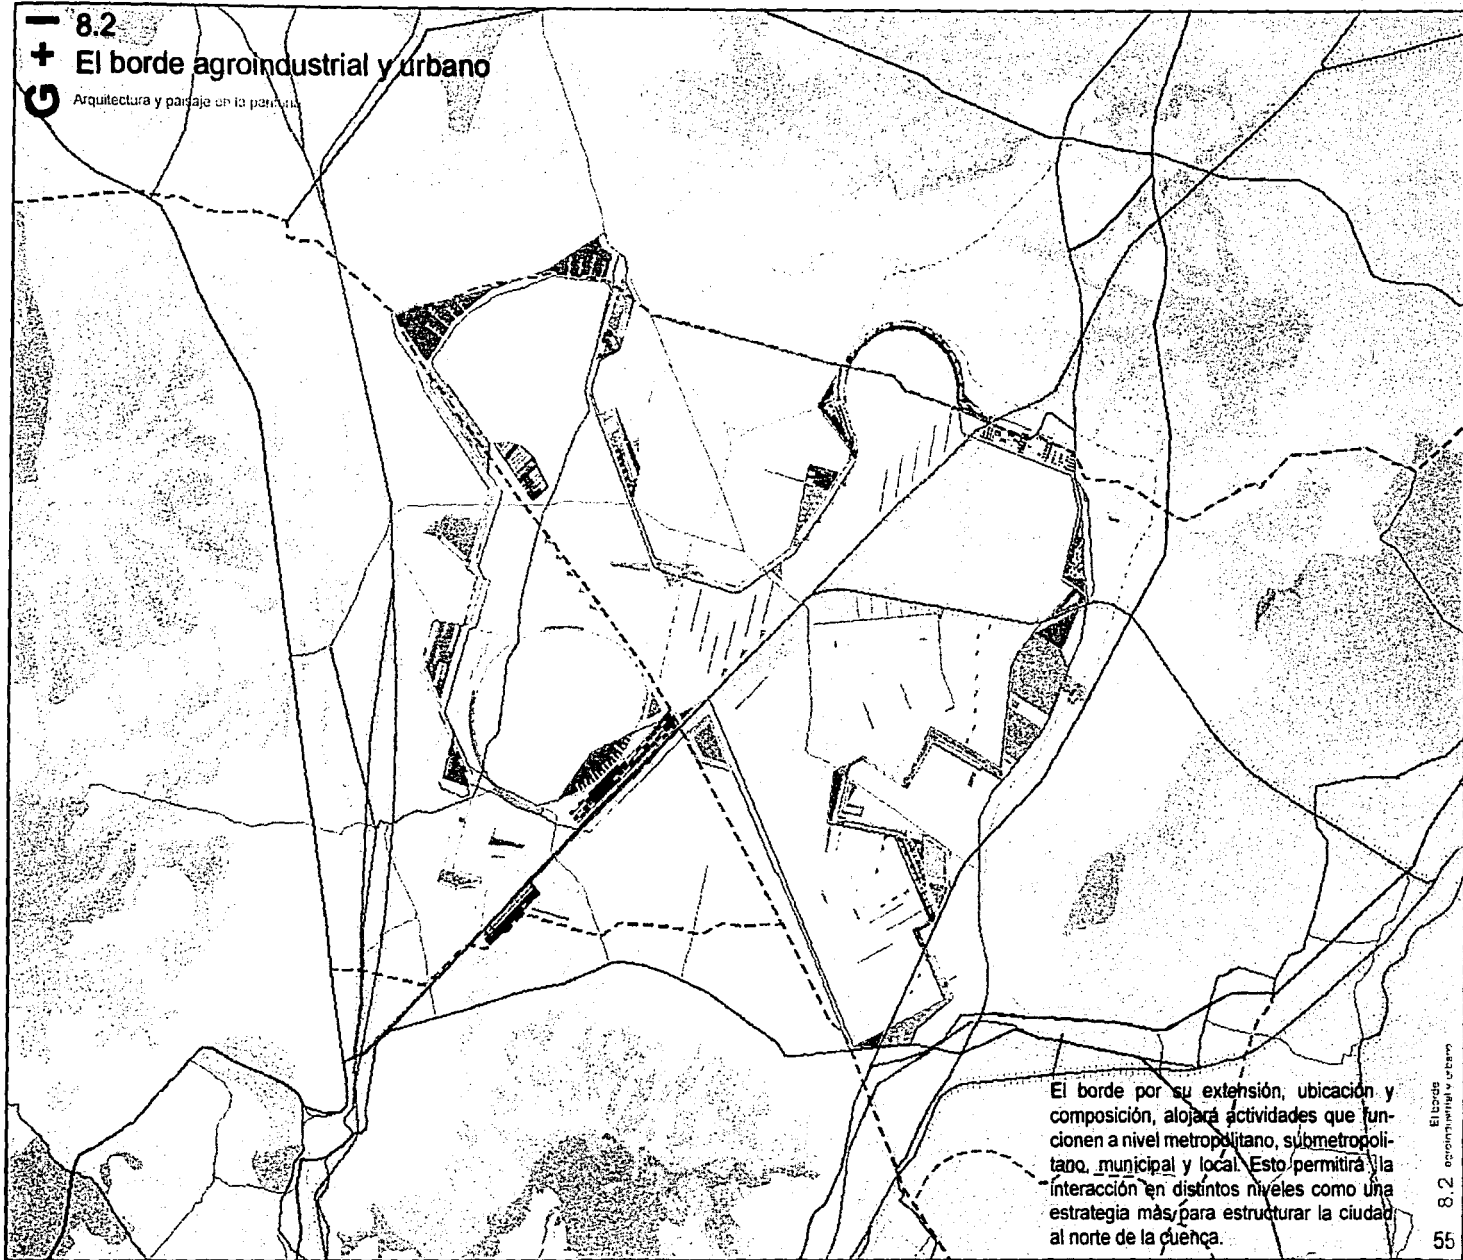 G + I
8.2
El borde agroindustrial y urbano
Arquitectura y paisaje en la periferia
El borde por su extensión, ubicación y
composición, alojará actividades que fun-
cionen a nivel metropolitano, submetropoli-
tano, municipal y local. Esto permitirá la
interacción en distintos niveles como una
estrategia más para estructurar la ciudad
al norte de la cuenca.
El borde
8.2 agroindustrial y urbano
55